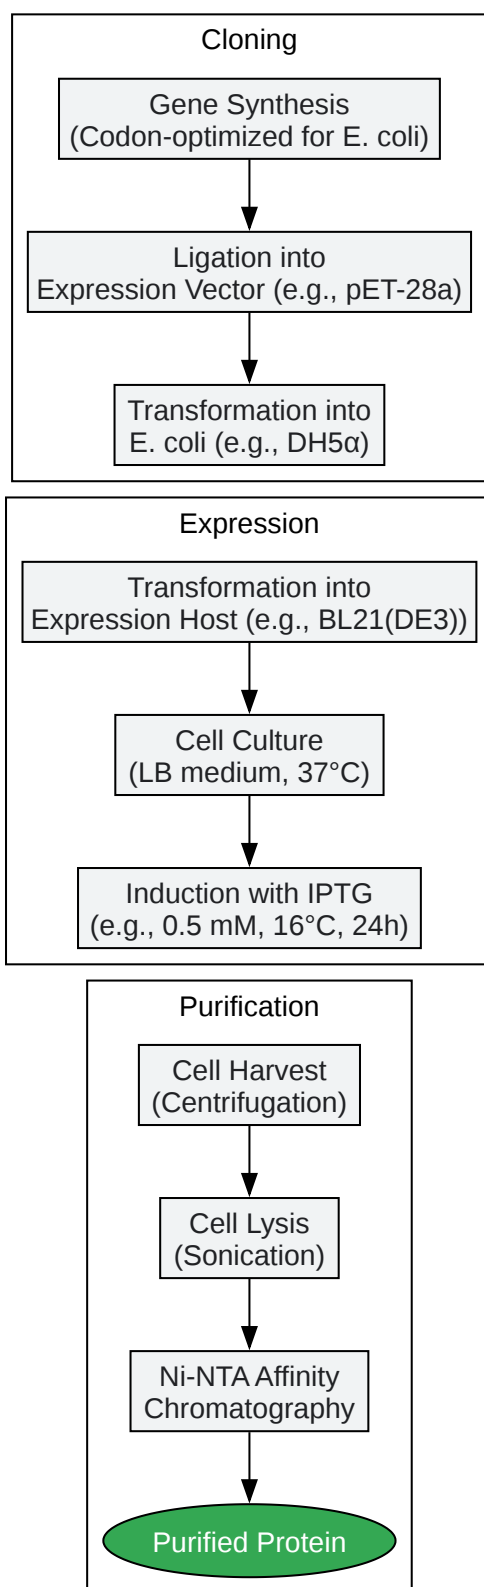 Cloning
Gene Synthesis
(Codon-optimized for E. coli)
Ligation into
Expression Vector (e.g., pET-28a)
Transformation into
E. coli (e.g., DH5α)
Expression
Transformation into
Expression Host (e.g., BL21(DE3))
Cell Culture
(LB medium, 37°C)
Induction with IPTG
(e.g., 0.5 mM, 16°C, 24h)
Purification
Cell Harvest
(Centrifugation)
Cell Lysis
(Sonication)
Ni-NTA Affinity
Chromatography
Purified Protein